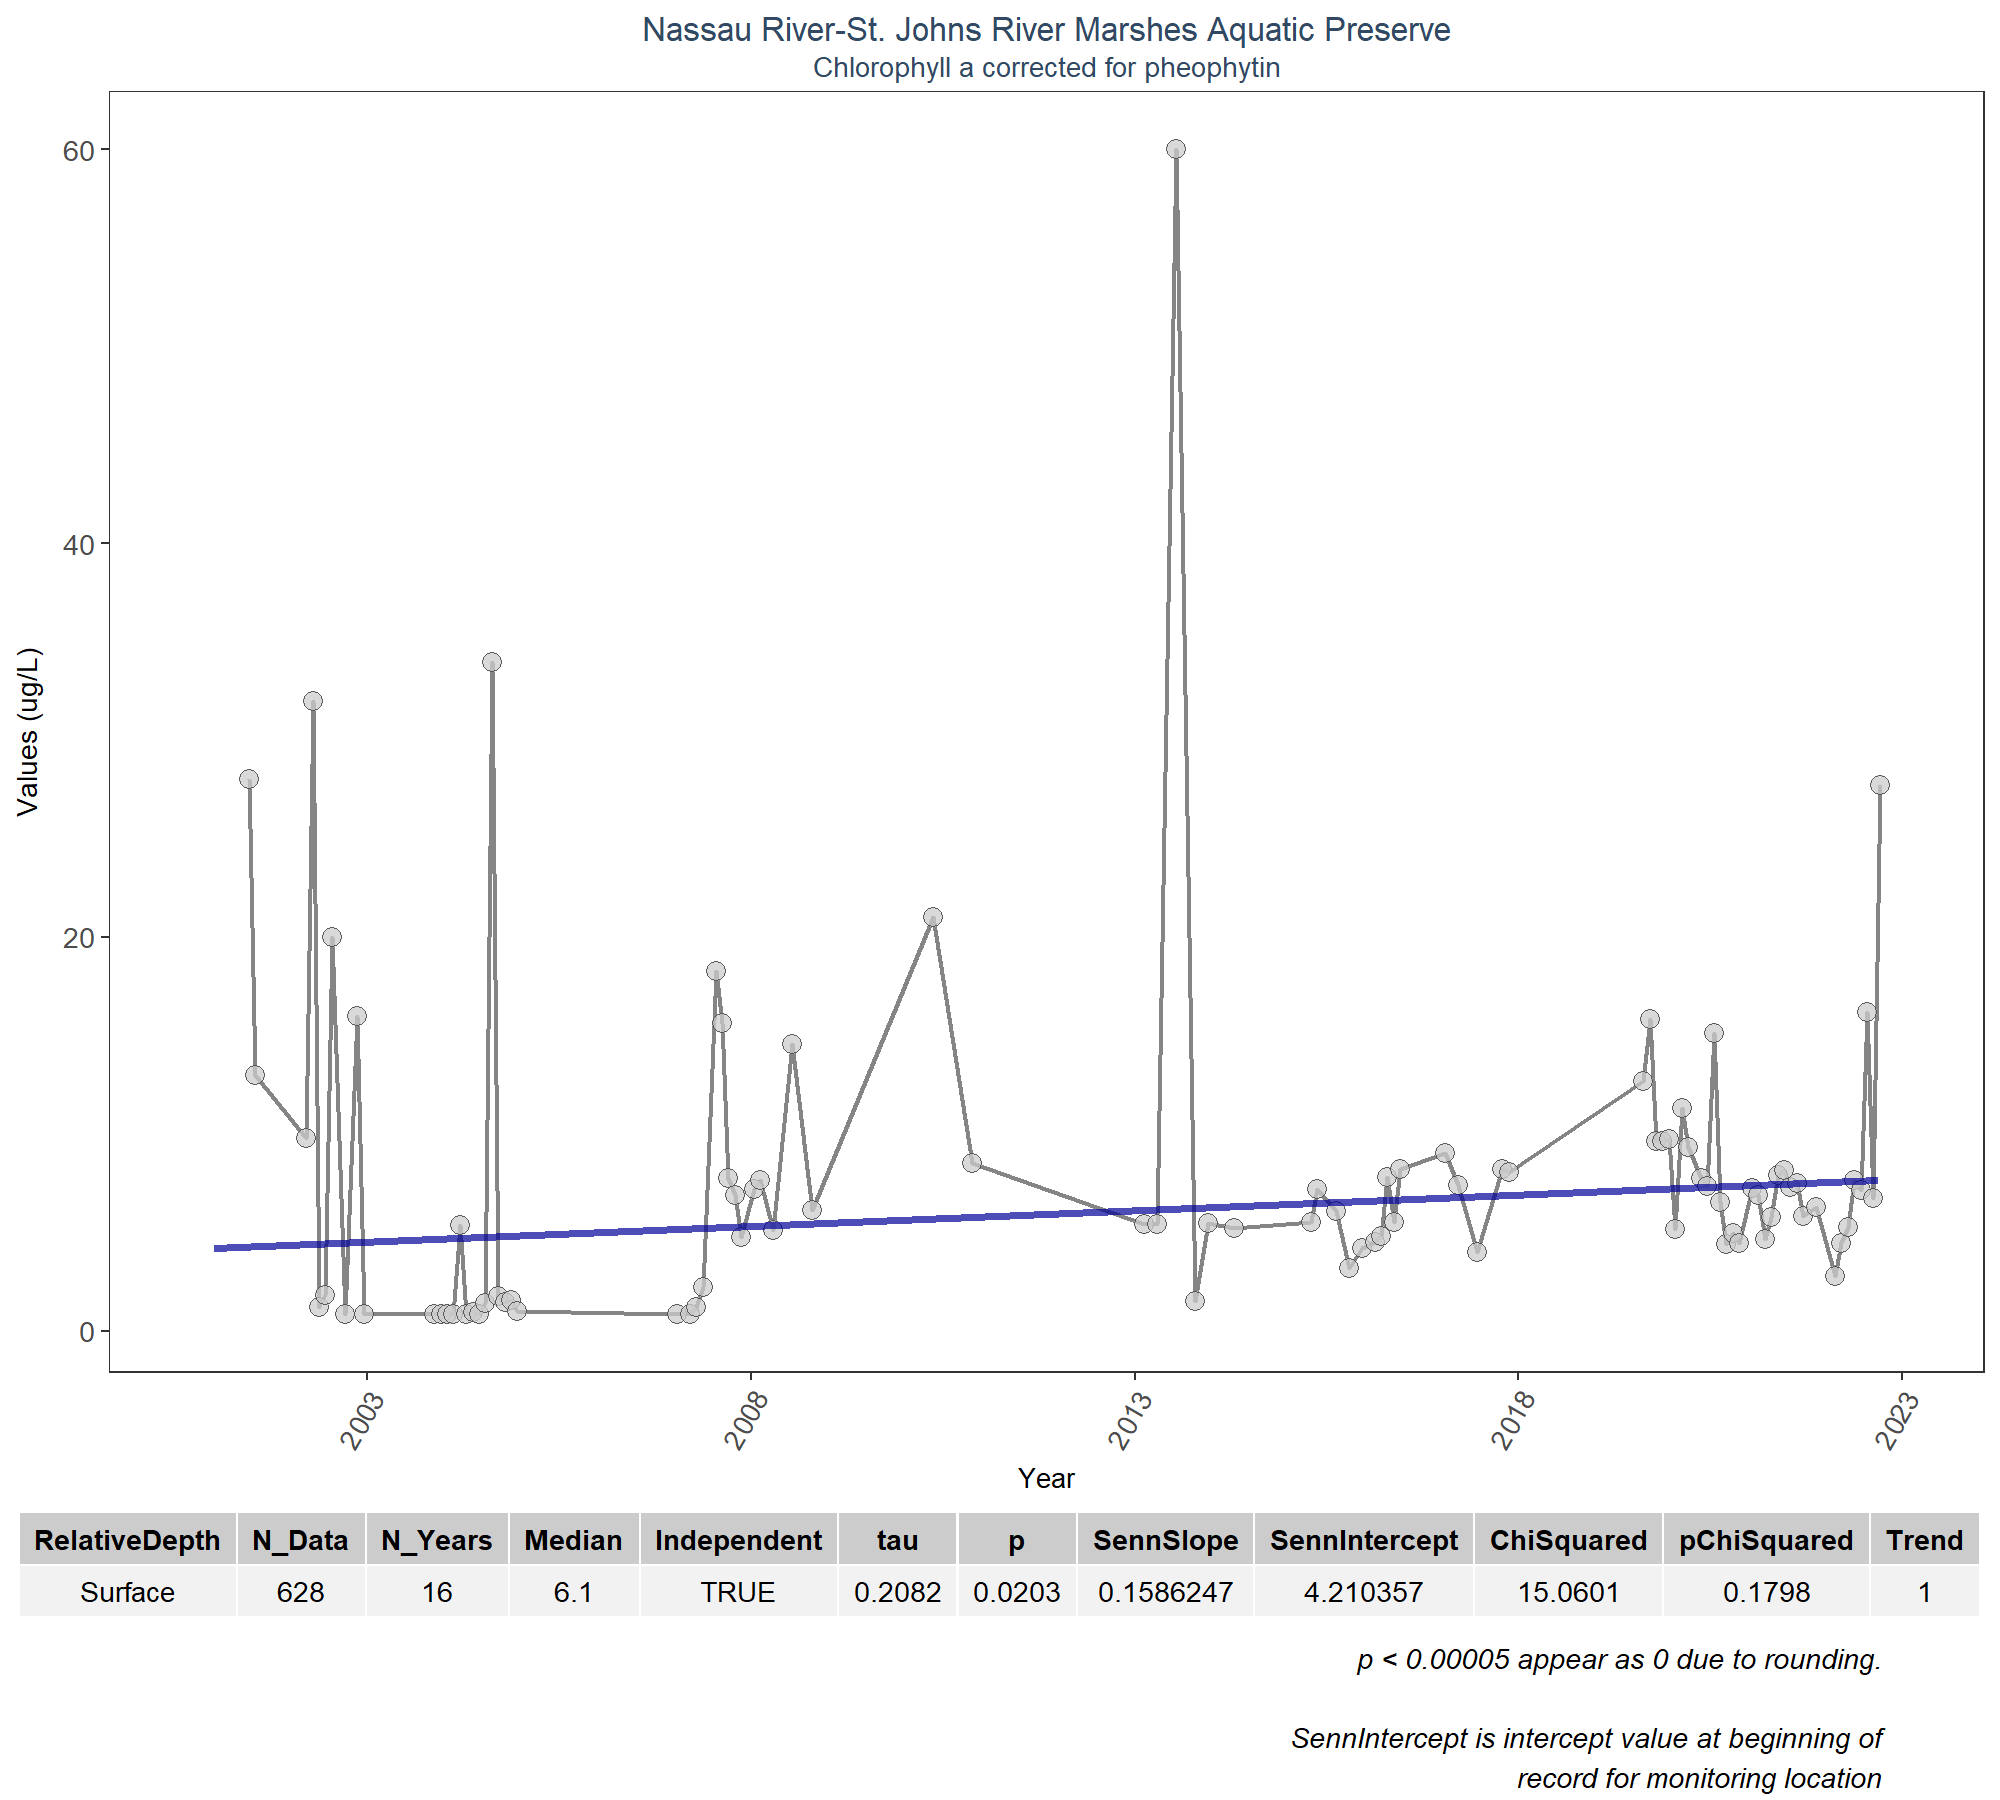 Nassau River-St. Johns River Marshes Aquatic Preserve
Chlorophyll a corrected for pheophytin
Values (ug/L)
60
40
20
0
2003
2008
2013
2018
2023
Year
RelativeDepth N_Data N_Years Median Independent tau p SennSlope SennIntercept ChiSquared pChiSquared Trend
Surface 628 16 6.1 TRUE 0.2082 0.0203 0.1586247 4.210357 15.0601 0.1798 1
p < 0.00005 appear as 0 due to rounding.
SennIntercept is intercept value at beginning of
record for monitoring location